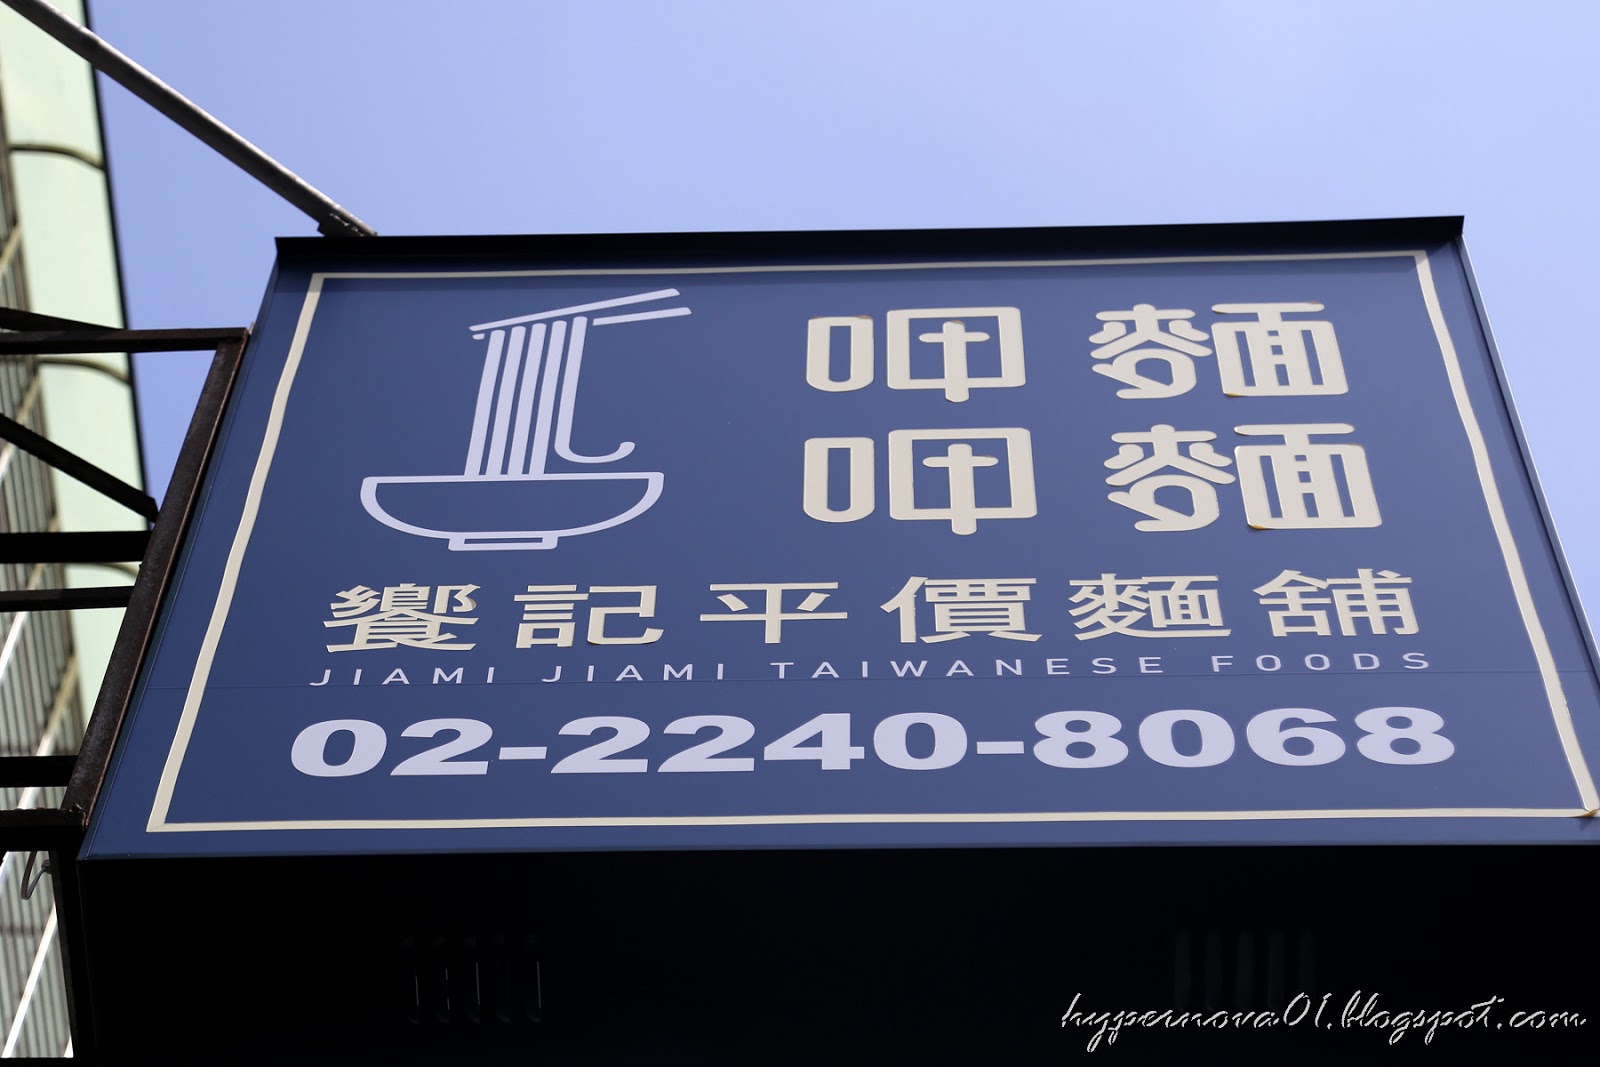 呷麵
呷麵
饗記平價麵舖
JIAMI JIAMI TAIWANESE FOODS
02-2240-8068
hypernova01.blogspot.com